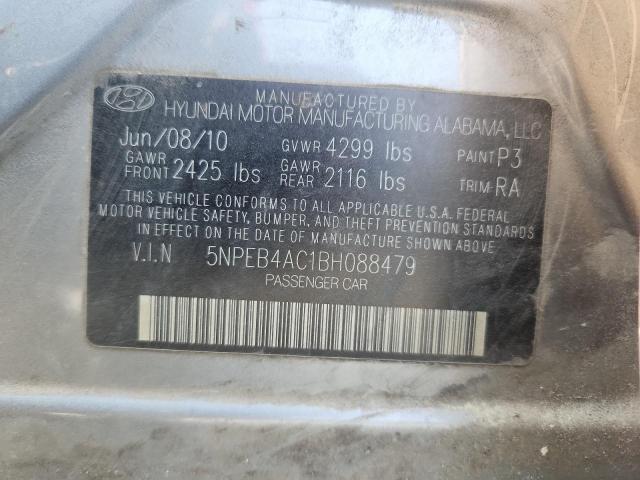 MANUFACTURED BY
HYUNDAI MOTOR MANUFACTURING ALABAMA, LLC
Jun/08/10 GVWR 4299 lbs PAINT P3
GAWR FRONT 2425 lbs GAWR REAR 2116 lbs TRIM RA
THIS VEHICLE CONFORMS TO ALL APPLICABLE U.S.A. FEDERAL
MOTOR VEHICLE SAFETY, BUMPER, AND THEFT PREVENTION STANDARDS
IN EFFECT ON THE DATE OF MANUFACTURE SHOWN ABOVE
V.I.N 5NPEB4AC1BH088479
PASSENGER CAR